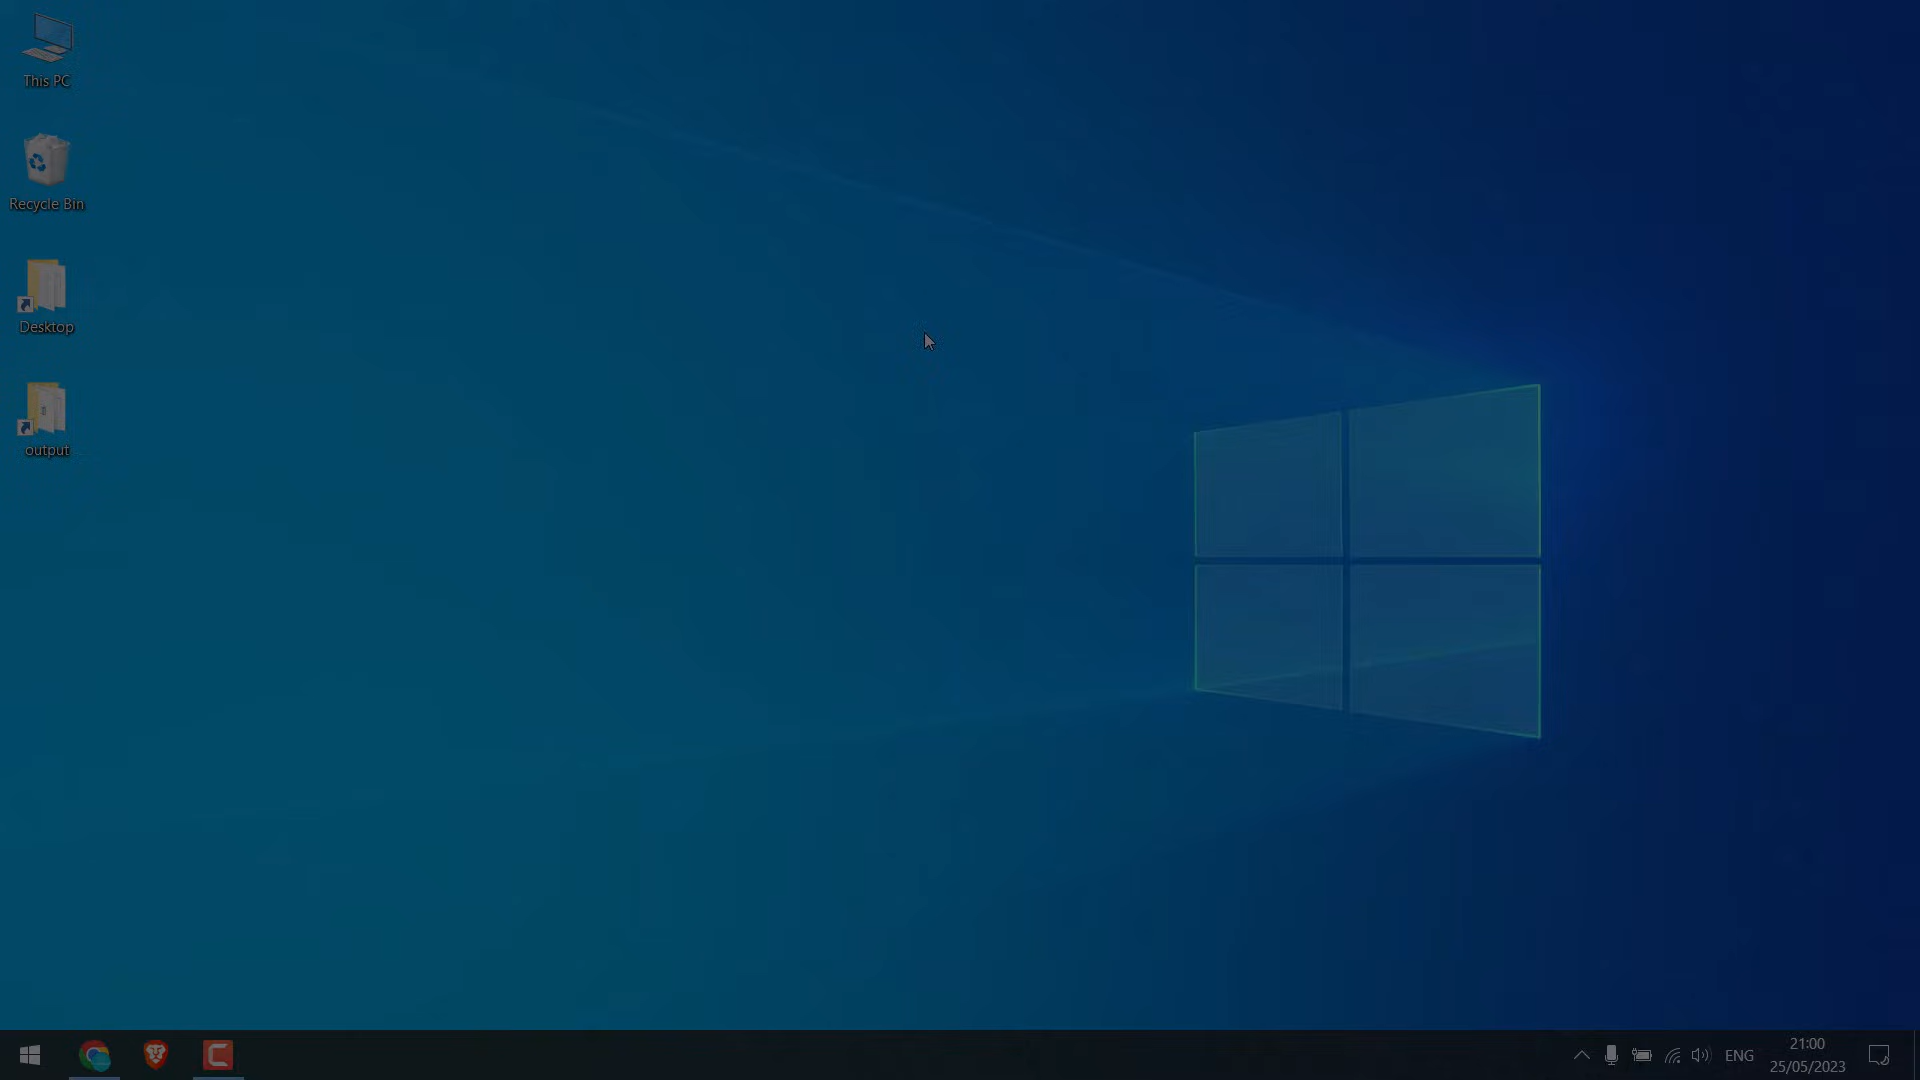 This PC
Recycle Bin
Desktop
output
ENG
21:00
25/05/2023